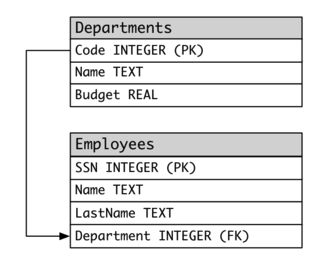 Departments
Code INTEGER (PK)
Name TEXT
Budget REAL
Employees
SSN INTEGER (PK)
Name TEXT
LastName TEXT
Department INTEGER (FK)